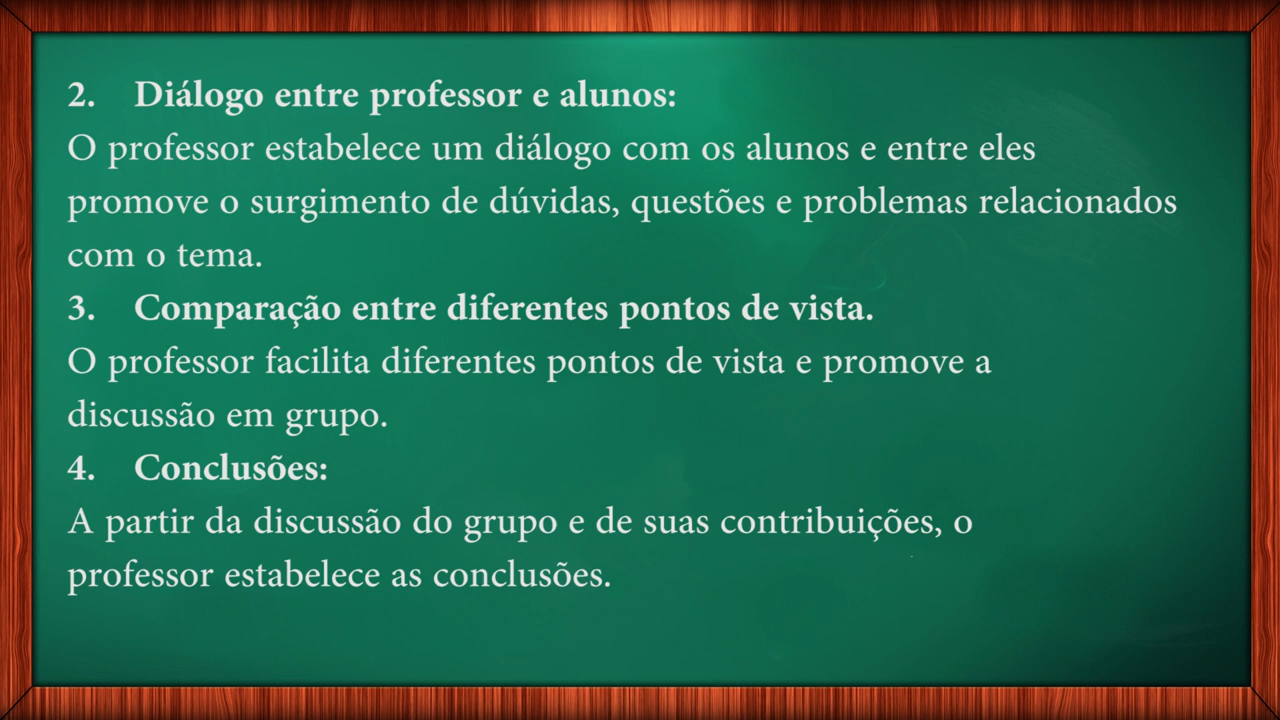 2. Diálogo entre professor e alunos:
O professor estabelece um diálogo com os alunos e entre eles
promove o surgimento de dúvidas, questões e problemas relacionados
com o tema.
3. Comparação entre diferentes pontos de vista.
O professor facilita diferentes pontos de vista e promove a
discussão em grupo.
4. Conclusões:
A partir da discussão do grupo e de suas contribuições, o
professor estabelece as conclusões.